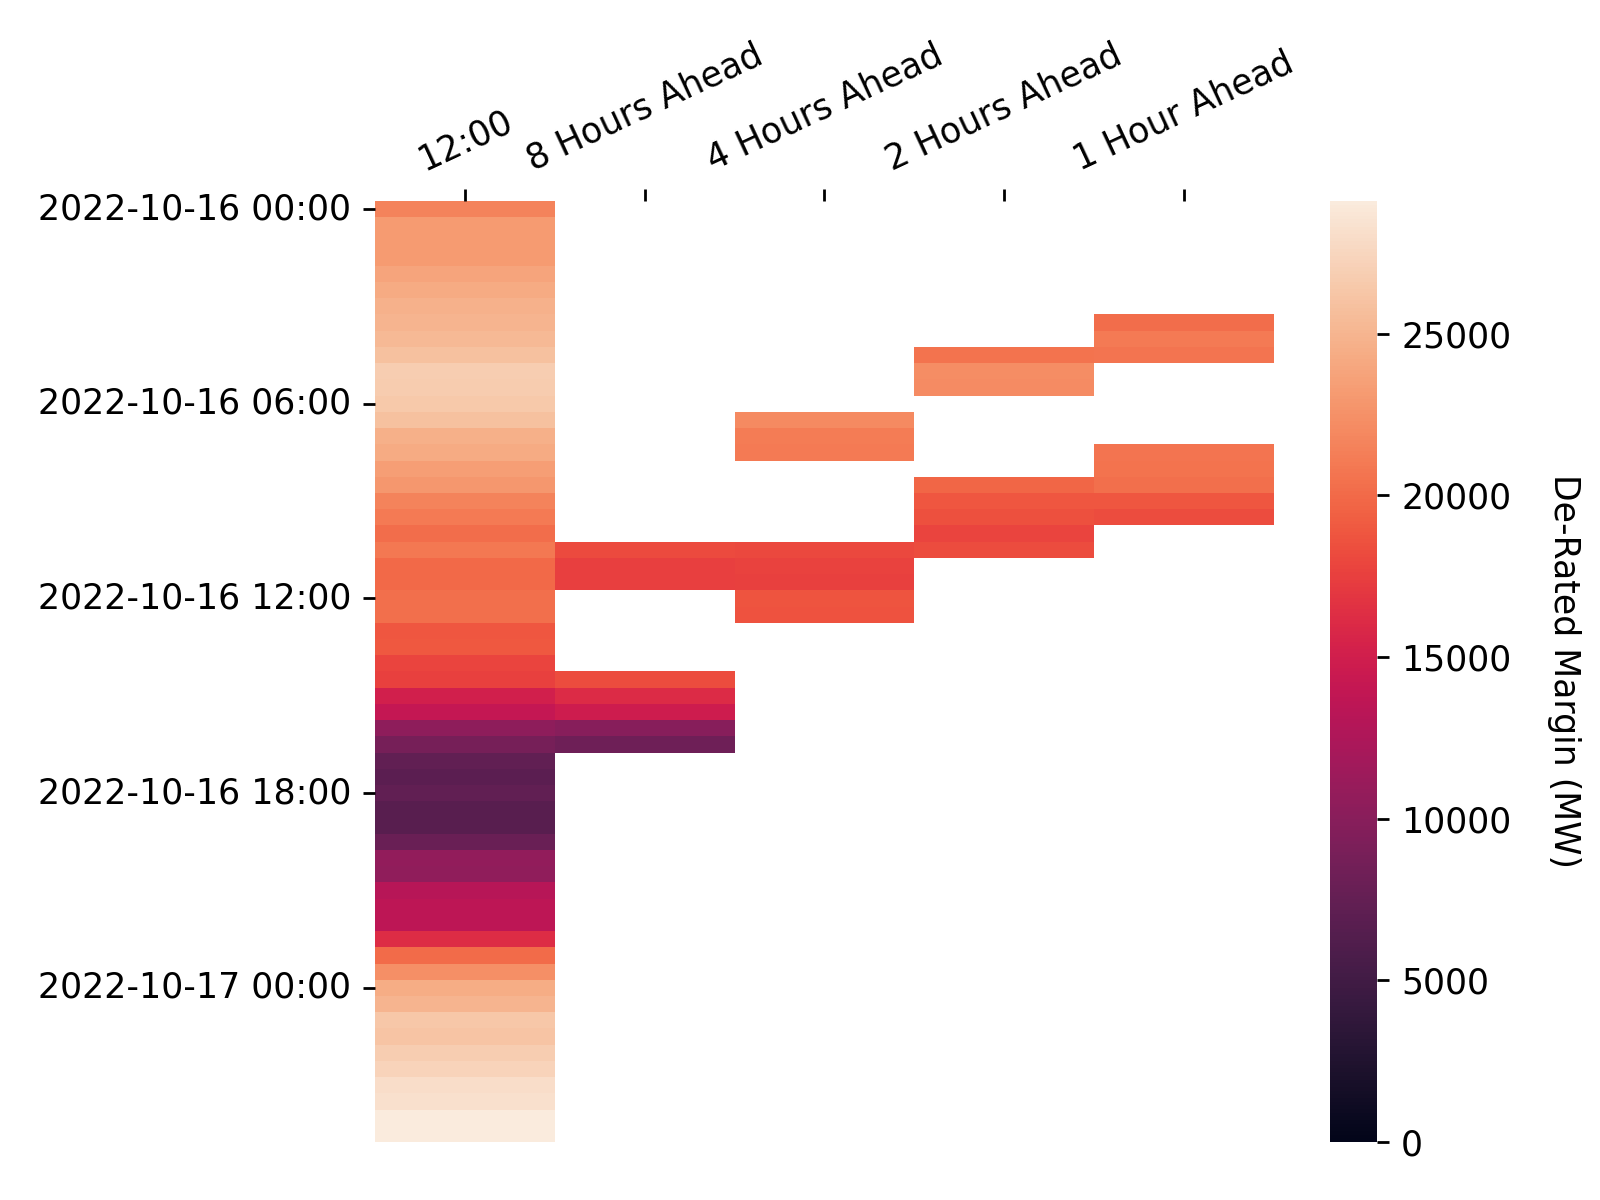 12:00
8 Hours Ahead
4 Hours Ahead
2 Hours Ahead
1 Hour Ahead
2022-10-16 00:00
2022-10-16 06:00
2022-10-16 12:00
2022-10-16 18:00
2022-10-17 00:00
25000
20000
15000
10000
5000
0
De-Rated Margin (MW)